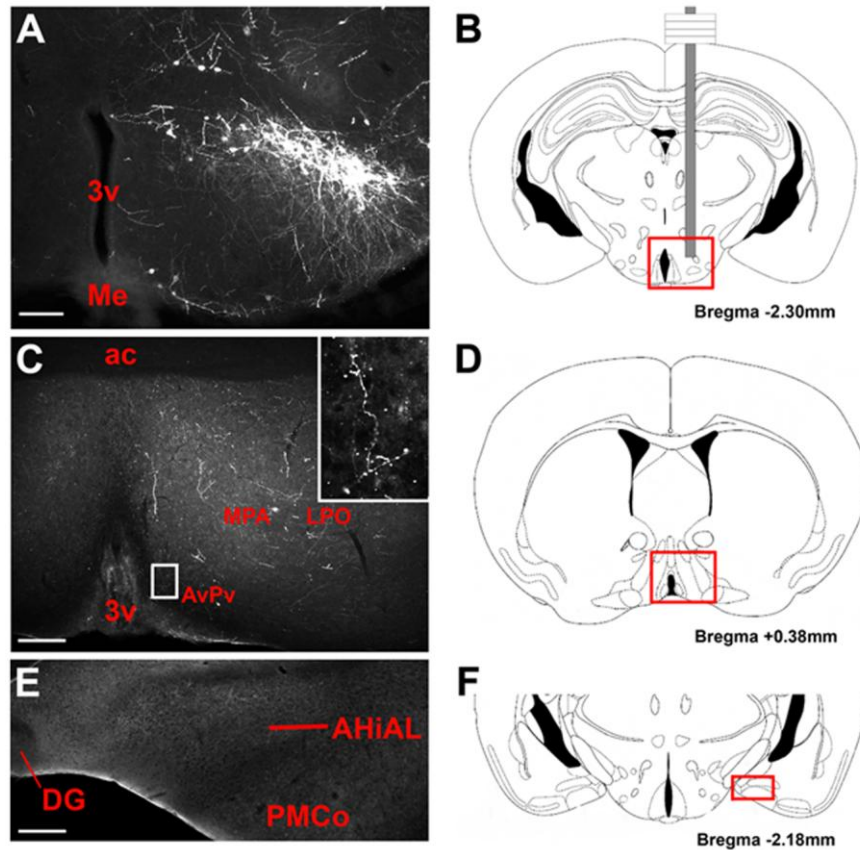 A
B
3v
Me
Bregma -2.30mm
C
ac
D
MPA
LPO
AvPv
3v
Bregma +0.38mm
E
F
AHiAL
DG
PMCo
Bregma -2.18mm